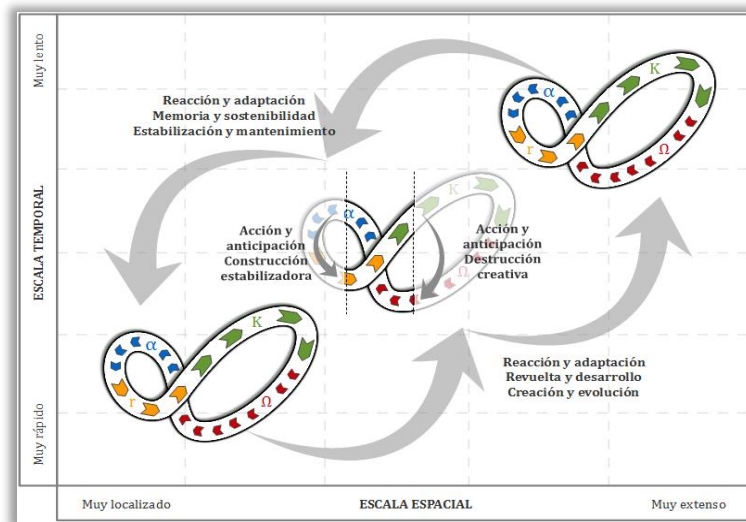 Muy lento
ESCALA TEMPORAL
Muy rápido
Reacción y adaptación
Memoria y sostenibilidad
Estabilización y mantenimiento
α
K
r
Ω
Acción y
anticipación
Construcción
estabilizadora
α
K
Ω
Acción y
anticipación
Destrucción
creativa
α
K
r
Ω
Reacción y adaptación
Revuelta y desarrollo
Creación y evolución
Muy localizado
ESCALA ESPACIAL
Muy extenso